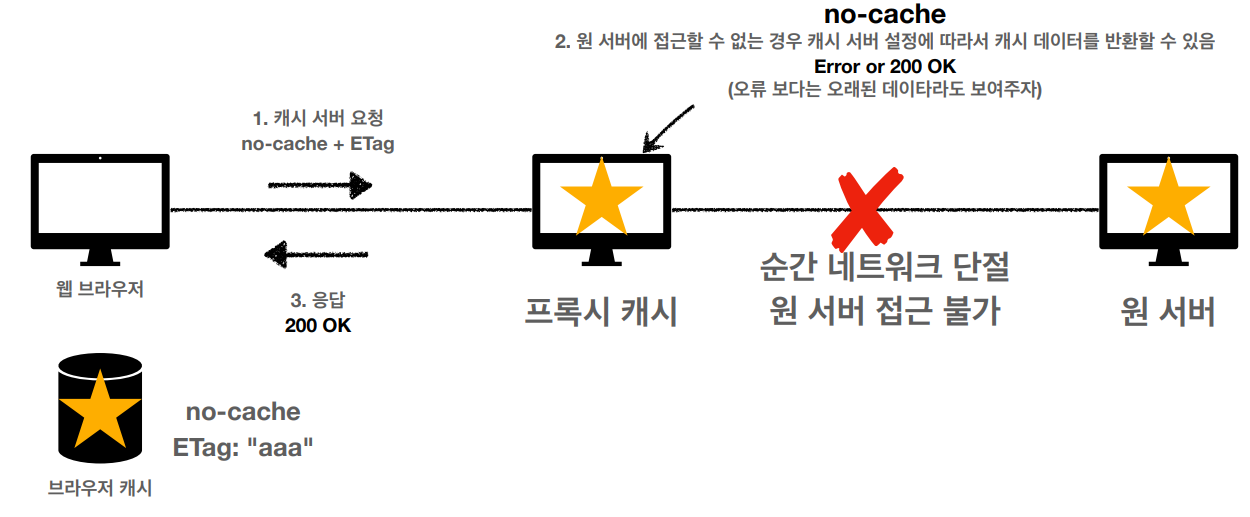 no-cache
2. 원 서버에 접근할 수 없는 경우 캐시 서버 설정에 따라서 캐시 데이터를 반환할 수 있음
Error or 200 OK
(오류 보다는 오래된 데이타라도 보여주자)
1. 캐시 서버 요청
no-cache + ETag
웹 브라우저
3. 응답
200 OK
프록시 캐시
순간 네트워크 단절
원 서버 접근 불가
원 서버
no-cache
ETag: "aaa"
브라우저 캐시